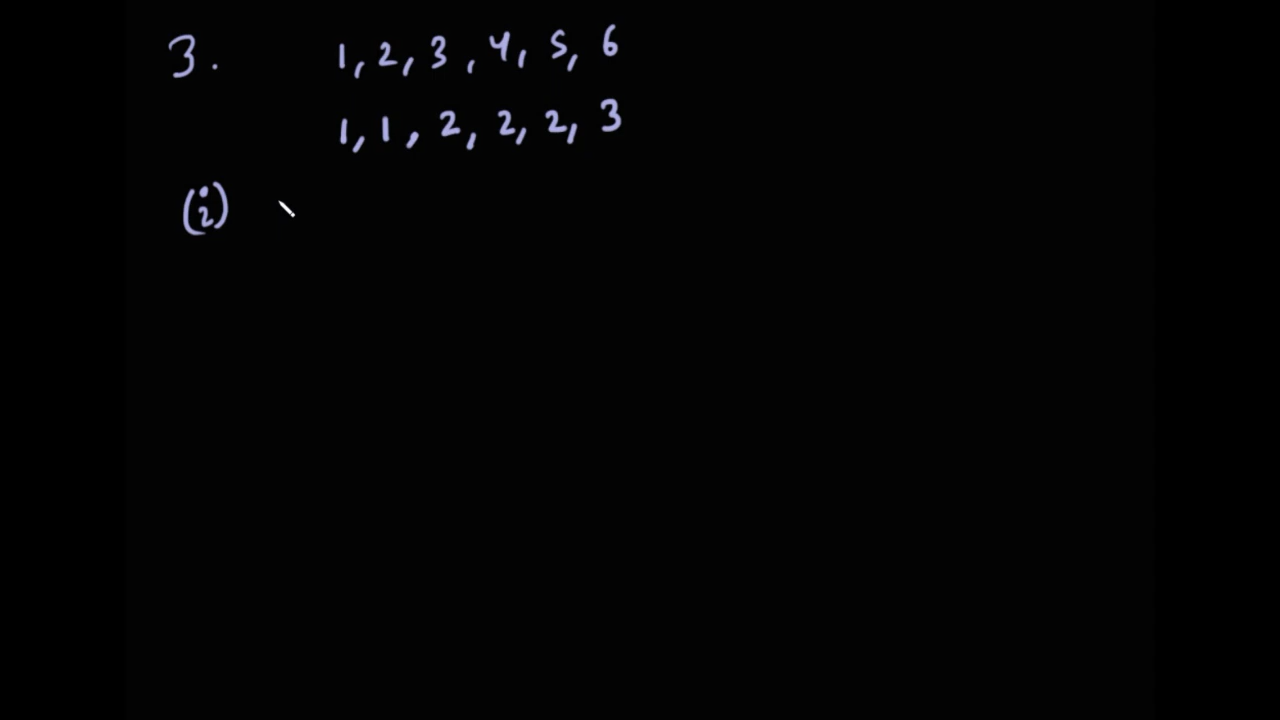 3. 1, 2, 3, 4, 5, 6
1, 1, 2, 2, 2, 3
(i)